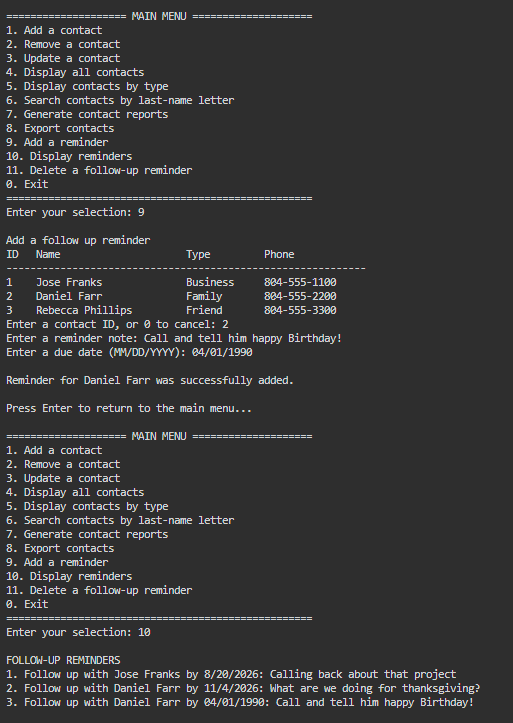 ==================== MAIN MENU ====================
1. Add a contact
2. Remove a contact
3. Update a contact
4. Display all contacts
5. Display contacts by type
6. Search contacts by last-name letter
7. Generate contact reports
8. Export contacts
9. Add a reminder
10. Display reminders
11. Delete a follow-up reminder
0. Exit
===================================================
Enter your selection: 9

Add a follow up reminder
ID   Name                     Type         Phone
------------------------------------------------------------
1    Jose Franks              Business     804-555-1100
2    Daniel Farr              Family       804-555-2200
3    Rebecca Phillips         Friend       804-555-3300
Enter a contact ID, or 0 to cancel: 2
Enter a reminder note: Call and tell him happy Birthday!
Enter a due date (MM/DD/YYYY): 04/01/1990

Reminder for Daniel Farr was successfully added.

Press Enter to return to the main menu...

==================== MAIN MENU ====================
1. Add a contact
2. Remove a contact
3. Update a contact
4. Display all contacts
5. Display contacts by type
6. Search contacts by last-name letter
7. Generate contact reports
8. Export contacts
9. Add a reminder
10. Display reminders
11. Delete a follow-up reminder
0. Exit
===================================================
Enter your selection: 10

FOLLOW-UP REMINDERS
1. Follow up with Jose Franks by 8/20/2026: Calling back about that project
2. Follow up with Daniel Farr by 11/4/2026: What are we doing for thanksgiving?
3. Follow up with Daniel Farr by 04/01/1990: Call and tell him happy Birthday!